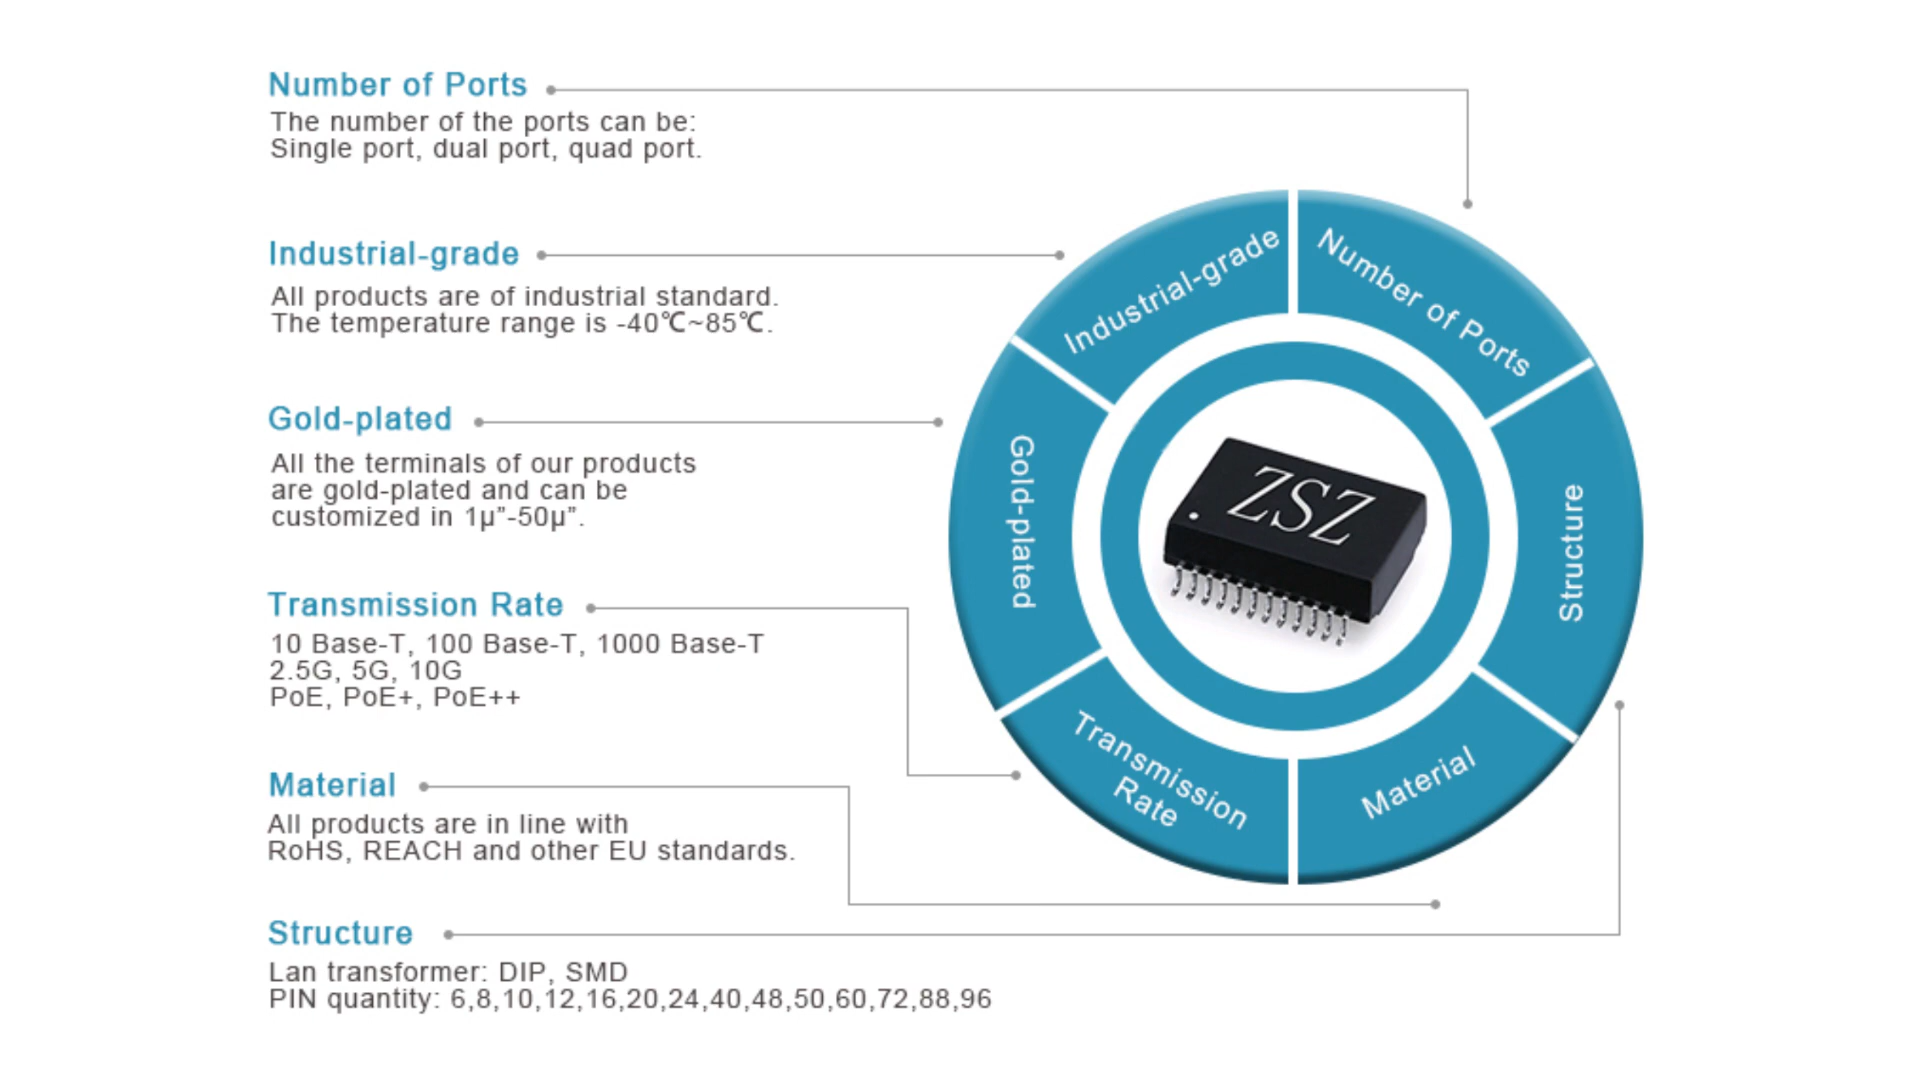 Number of Ports
The number of the ports can be:
Single port, dual port, quad port.
Industrial-grade
All products are of industrial standard.
The temperature range is -40℃~85℃.
Gold-plated
All the terminals of our products
are gold-plated and can be
customized in 1μ”-50μ”.
Transmission Rate
10 Base-T, 100 Base-T, 1000 Base-T
2.5G, 5G, 10G
PoE, PoE+, PoE++
Material
All products are in line with
RoHS, REACH and other EU standards.
Structure
Lan transformer: DIP, SMD
PIN quantity: 6,8,10,12,16,20,24,40,48,50,60,72,88,96
Industrial-grade
Number of Ports
Gold-plated
ZSZ
Structure
Transmission
Rate
Material